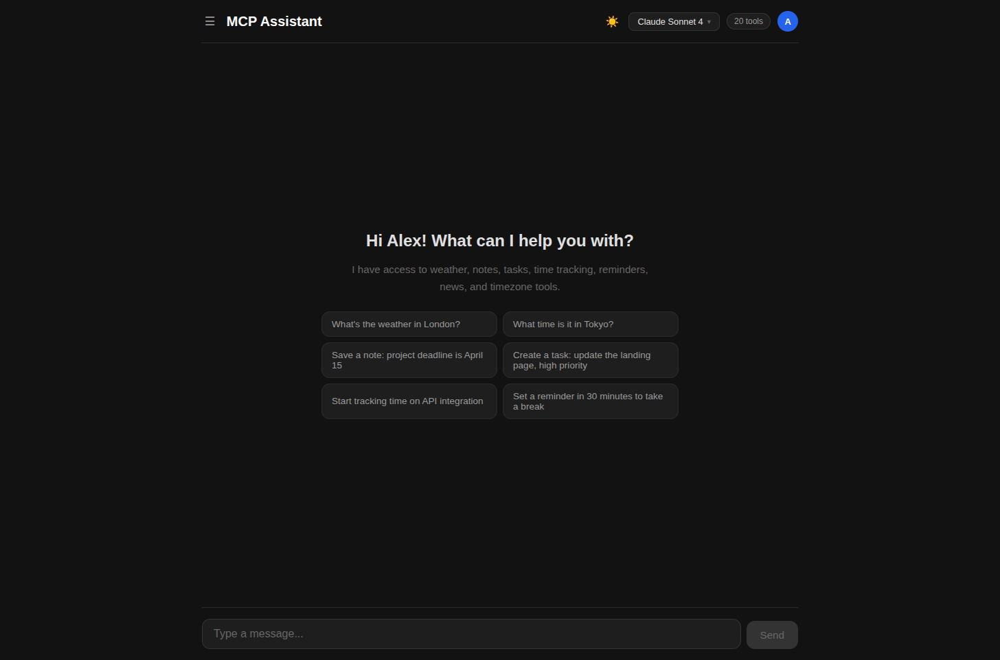 MCP Assistant
Claude Sonnet 4
20 tools
A
Hi Alex! What can I help you with?
I have access to weather, notes, tasks, time tracking, reminders,
news, and timezone tools.
What's the weather in London?
What time is it in Tokyo?
Save a note: project deadline is April
15
Create a task: update the landing
page, high priority
Start tracking time on API integration
Set a reminder in 30 minutes to take
a break
Type a message...
Send